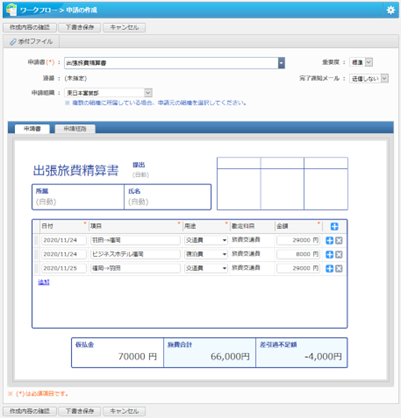 ワークフロー > 申請の作成
作成内容の確認 下書き保存 キャンセル
添付ファイル
申請書(*) : 出張旅費精算書 重要度 : 標準
(未指定) 完了通知メール : 送信しない
申請組織 : 東日本営業部
※ 複数の組織に所属している場合、申請元の組織を選択してください。
申請書 申請経路
出張旅費精算書 提出
(自動)
所属 氏名
(自動) (自動)
日付 * 項目 * 用途 * 勘定科目 金額 *
2020/11/24 羽田→福岡 交通費 旅費交通費 29000 円
2020/11/24 ビジネスホテル福岡 宿泊費 旅費交通費 8000 円
2020/11/25 福岡→羽田 交通費 旅費交通費 29000 円
追加
仮払金 旅費合計 差引過不足額
70000 円 66,000円 -4,000円
※ (*)は必須項目です。
作成内容の確認 下書き保存 キャンセル